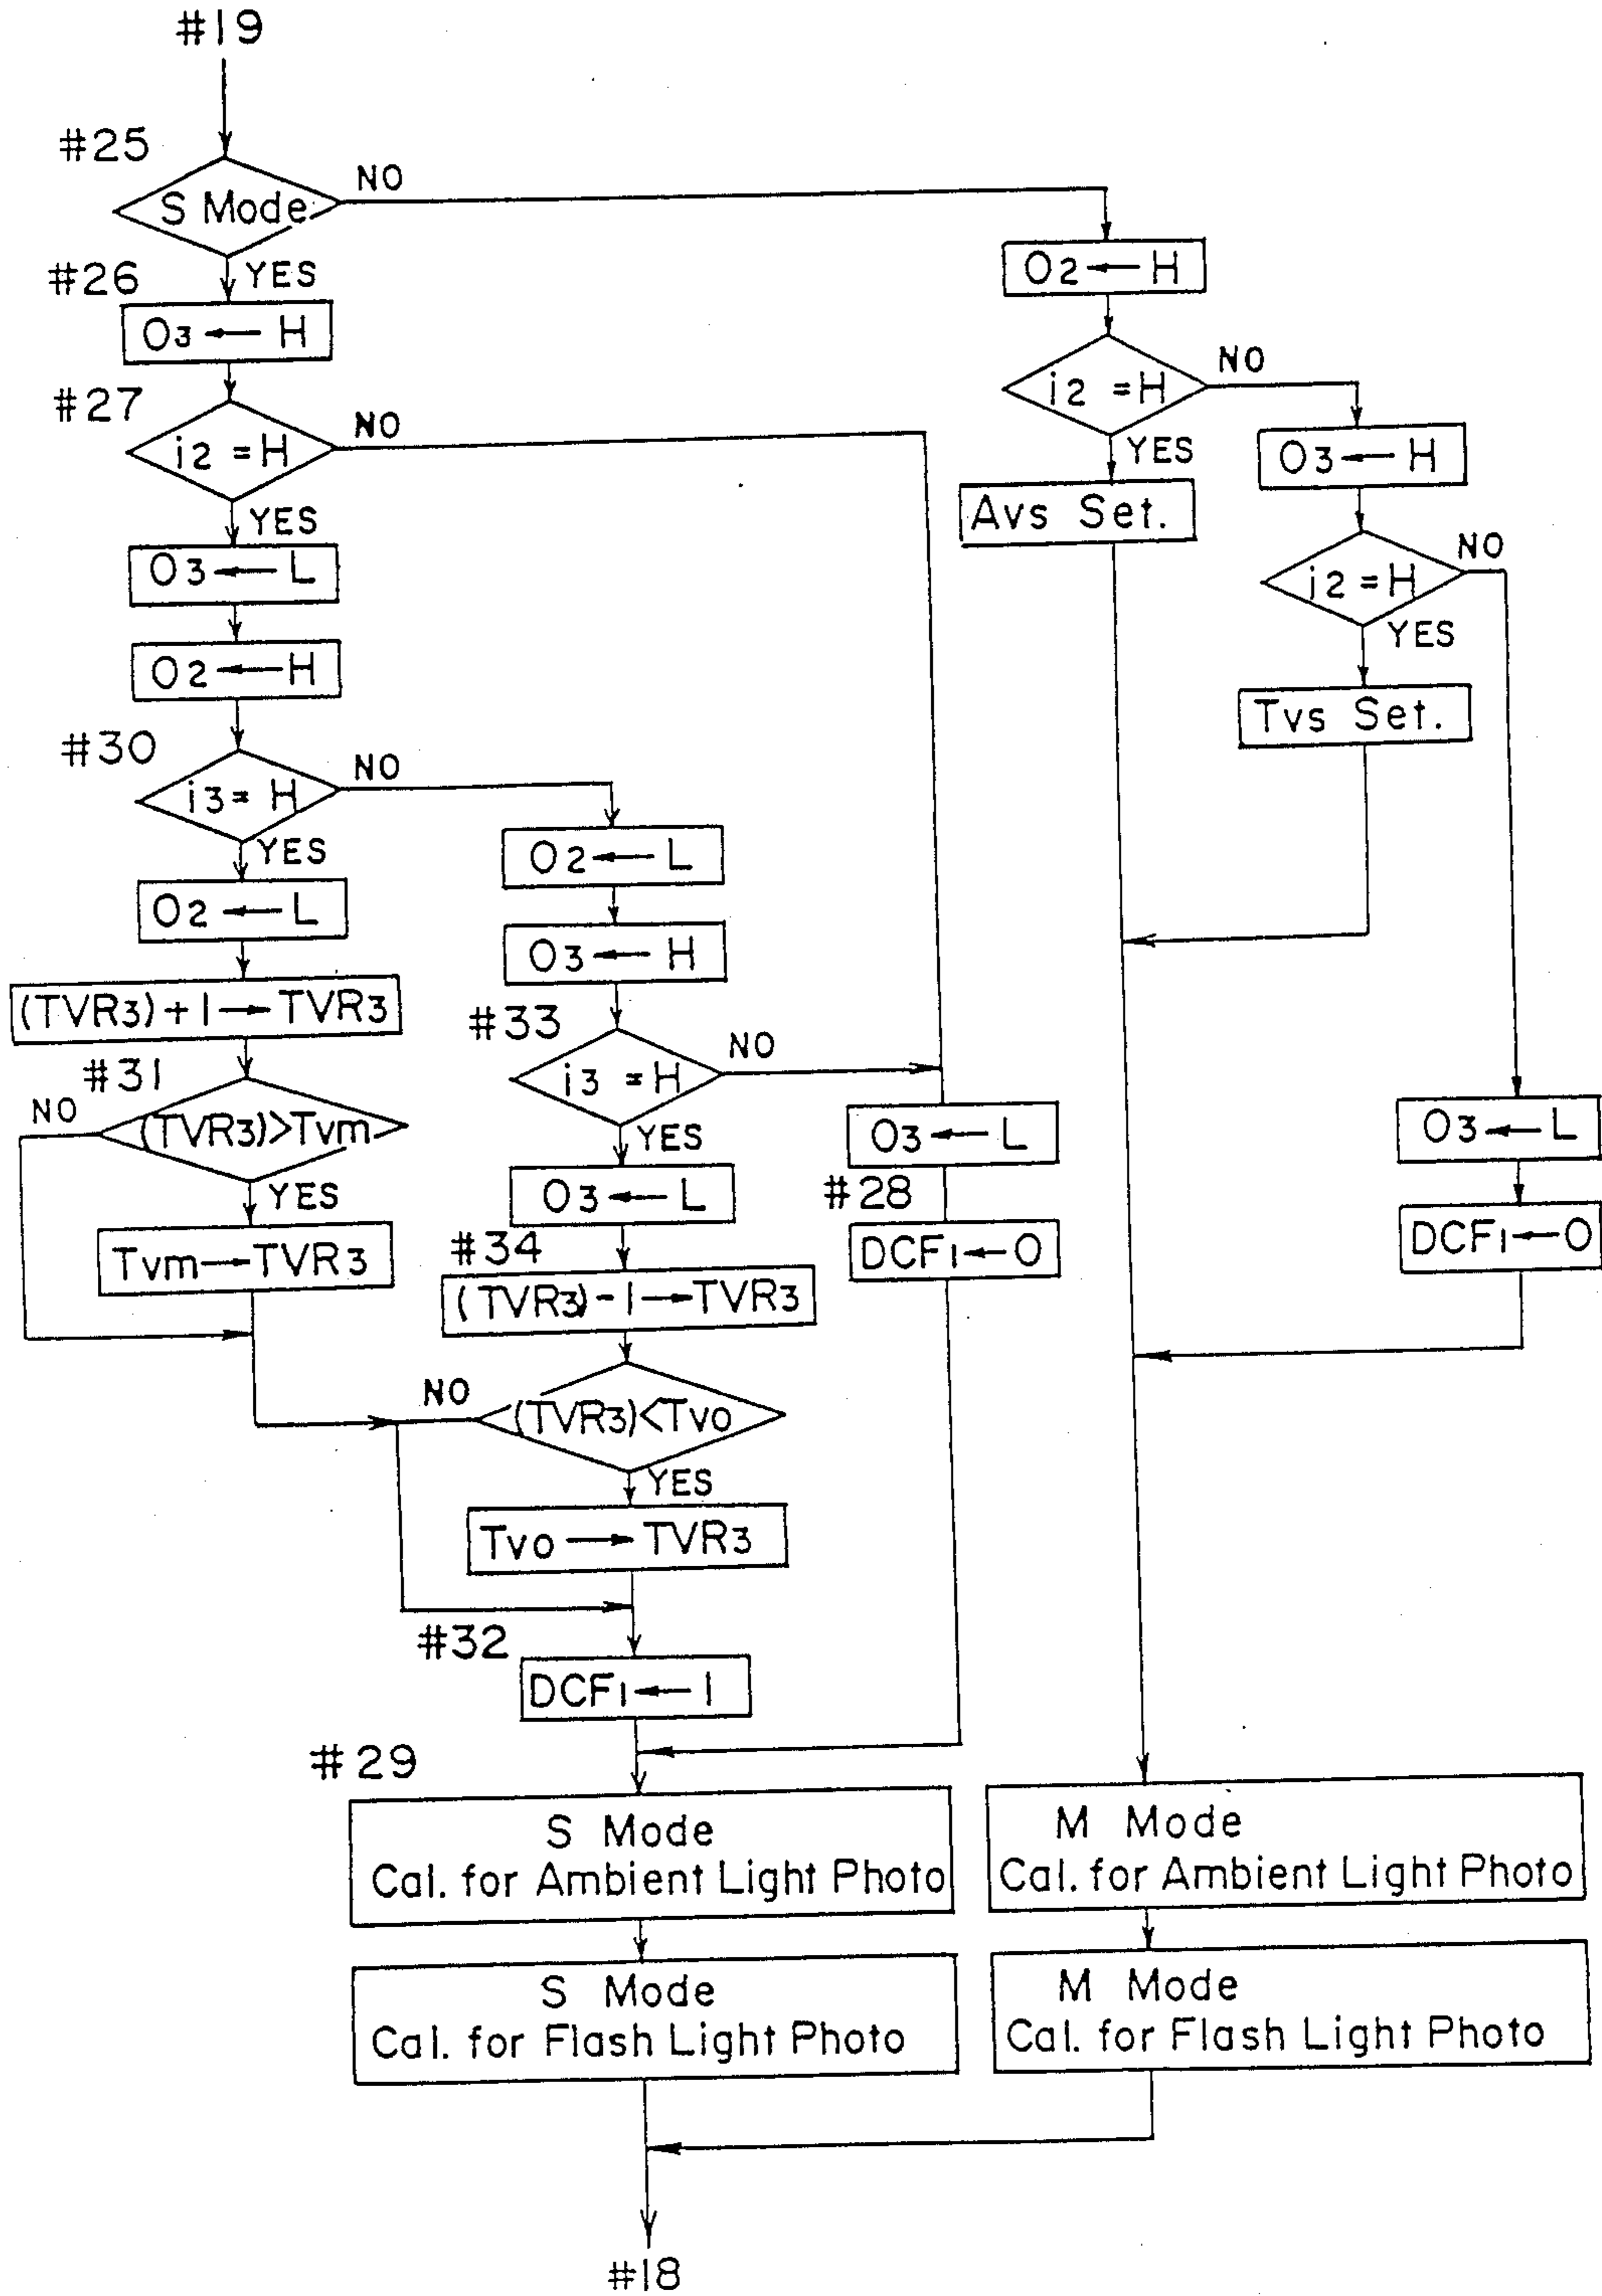 #19
#25
S Mode
NO
YES
#26
O3 ← H
#27
i2 = H
NO
YES
O3 ← L
O2 ← H
#30
i3 = H
NO
YES
O2 ← L
(TVR3) + 1 → TVR3
#31
NO
(TVR3)>Tvm
YES
Tvm → TVR3
O2 ← L
O3 ← H
#33
i3 = H
NO
YES
O3 ← L
#34
(TVR3) - 1 → TVR3
NO
(TVR3)<Tvo
YES
Tvo → TVR3
#32
DCF1 ← 1
O3 ← L
#28
DCF1 ← 0
#29
S Mode
Cal. for Ambient Light Photo
S Mode
Cal. for Flash Light Photo
O2 ← H
i2 = H
NO
YES
Avs Set.
O3 ← H
i2 = H
NO
YES
Tvs Set.
O3 ← L
DCF1 ← 0
M Mode
Cal. for Ambient Light Photo
M Mode
Cal. for Flash Light Photo
#18